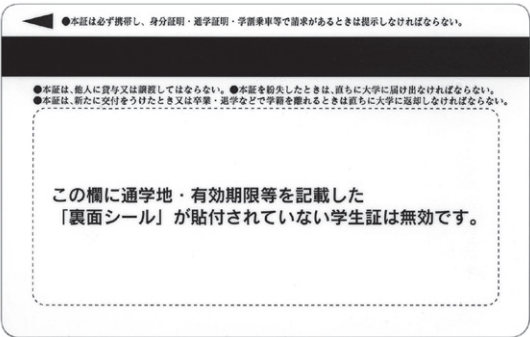 ●本証は必ず携帯し、身分証明・通学証明・学割乗車等で請求があるときは提示しなければならない。
●本証は、他人に貸与又は譲渡してはならない。●本証を紛失したときは、直ちに大学に届け出なければならない。
●本証は、新たに交付をうけたとき又は卒業・退学などで学籍を離れるときは直ちに大学に返却しなければならない。
この欄に通学地・有効期限等を記載した
「裏面シール」が貼付されていない学生証は無効です。